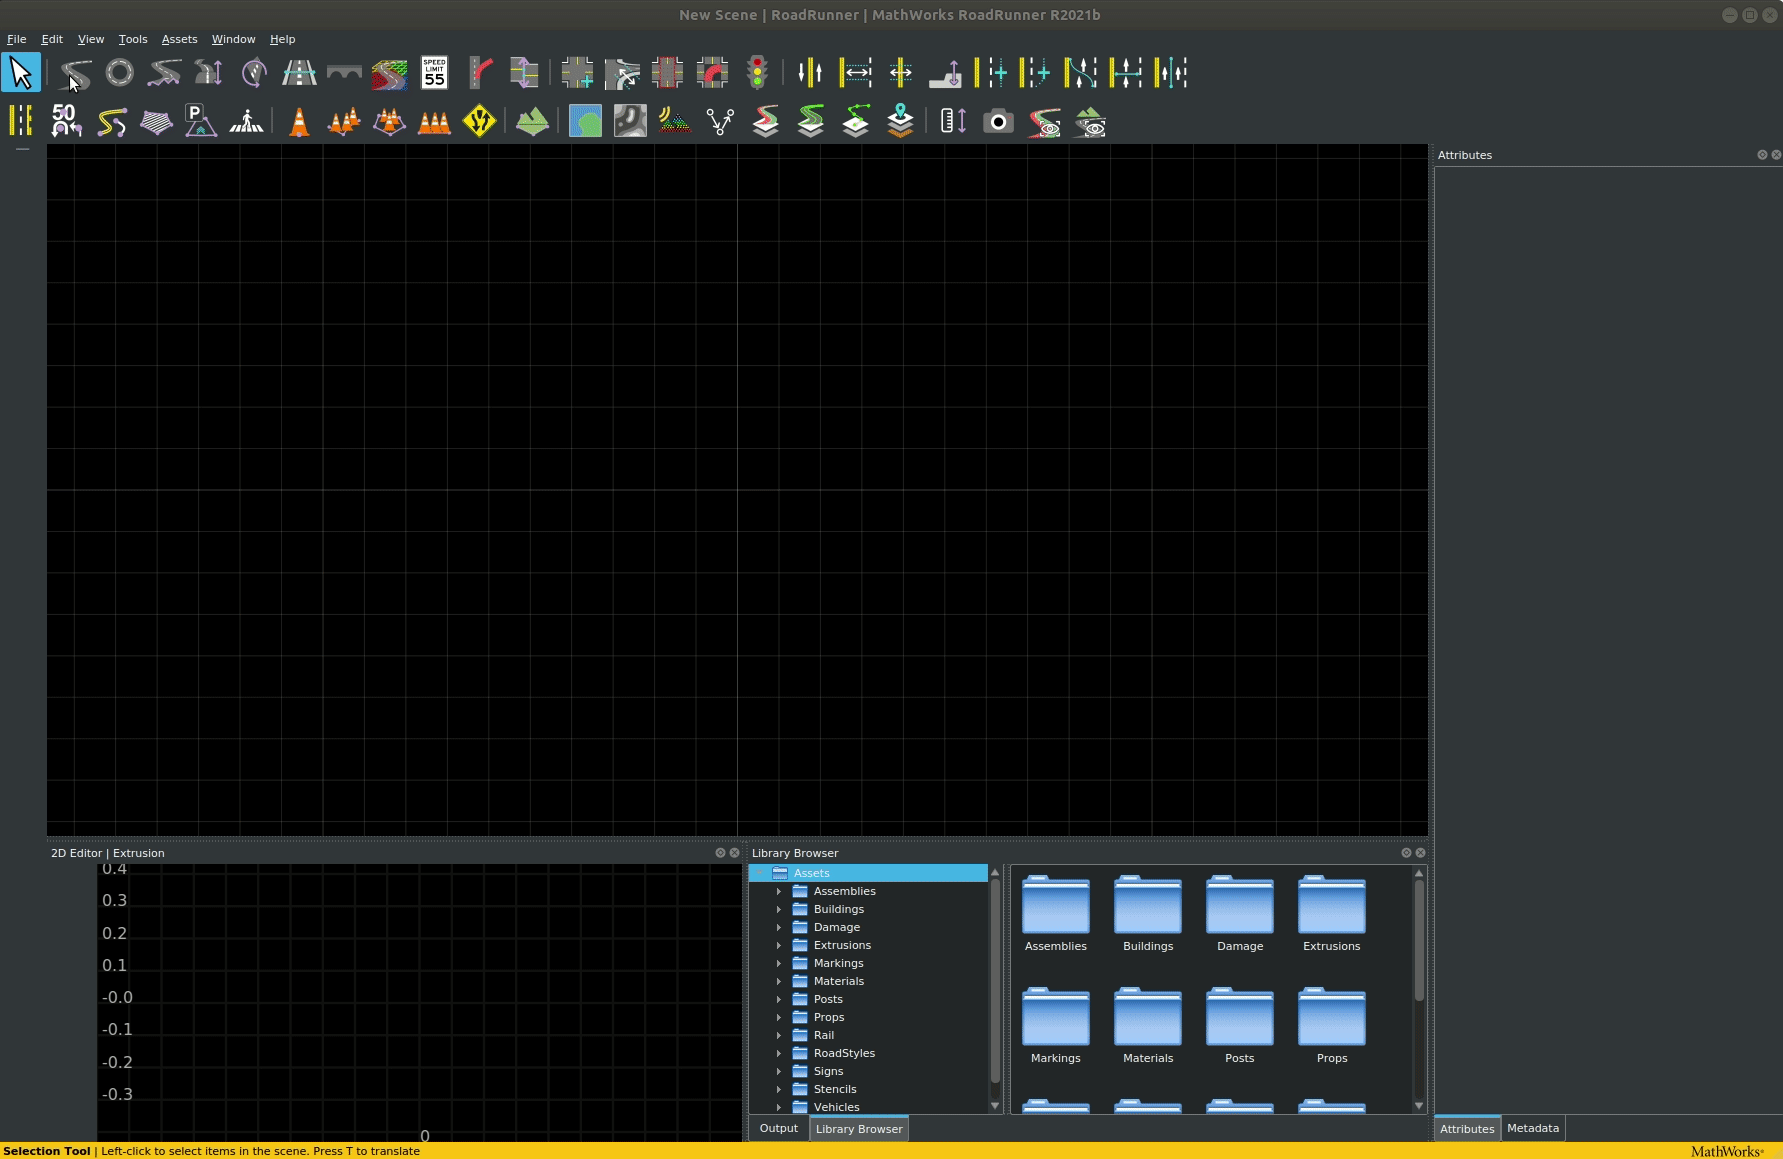 New Scene | RoadRunner | MathWorks RoadRunner R2021b
File Edit View Tools Assets Window Help
SPEED
LIMIT
55
50
P
Attributes
2D Editor | Extrusion
0.4
0.3
0.2
0.1
-0.0
-0.1
-0.2
-0.3
0
Library Browser
Assets
Assemblies
Buildings
Damage
Extrusions
Markings
Materials
Posts
Props
Rail
RoadStyles
Signs
Stencils
Vehicles
Assemblies Buildings Damage Extrusions
Markings Materials Posts Props
Output Library Browser
Attributes Metadata
Selection Tool | Left-click to select items in the scene. Press T to translate
MathWorks